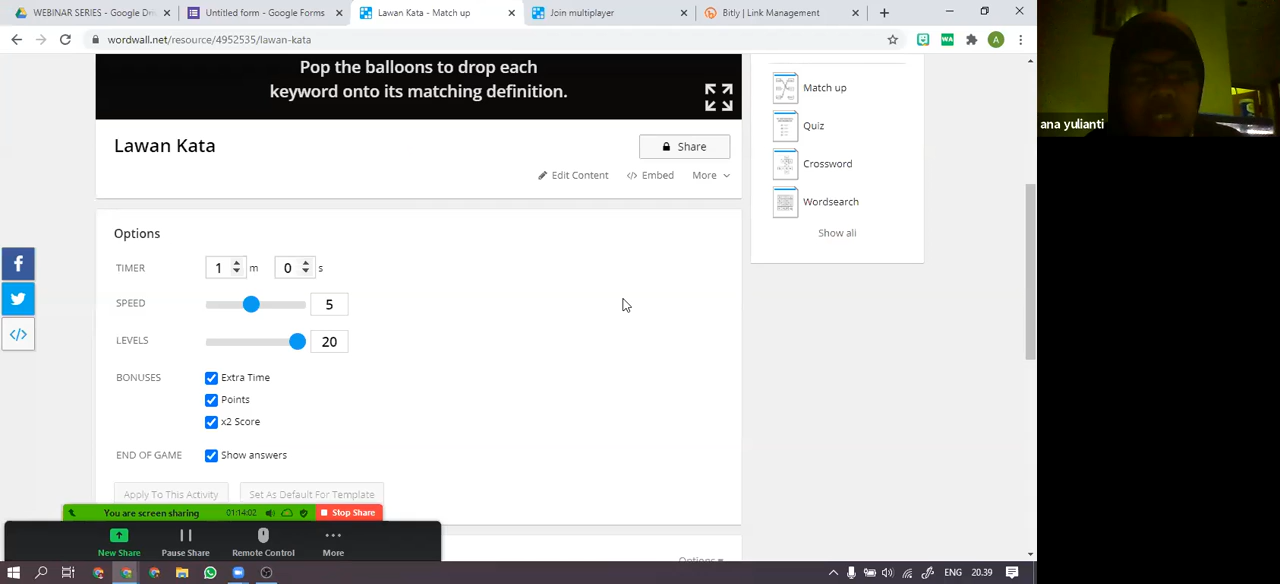 WEBINAR SERIES - Google Dri
Untitled form - Google Forms
Lawan Kata - Match up
Join multiplayer
Bitly | Link Management
wordwall.net/resource/4952535/lawan-kata
WA
A
Pop the balloons to drop each
keyword onto its matching definition.
Lawan Kata
Share
Edit Content
</> Embed
More
Options
TIMER
1 m 0 s
SPEED
5
LEVELS
20
BONUSES
Extra Time
Points
x2 Score
END OF GAME
Show answers
Apply To This Activity
Set As Default For Template
Options
Match up
Quiz
Crossword
Wordsearch
Show all
ana yulianti
You are screen sharing
01:14:02
Stop Share
New Share
Pause Share
Remote Control
More
ENG
20.39